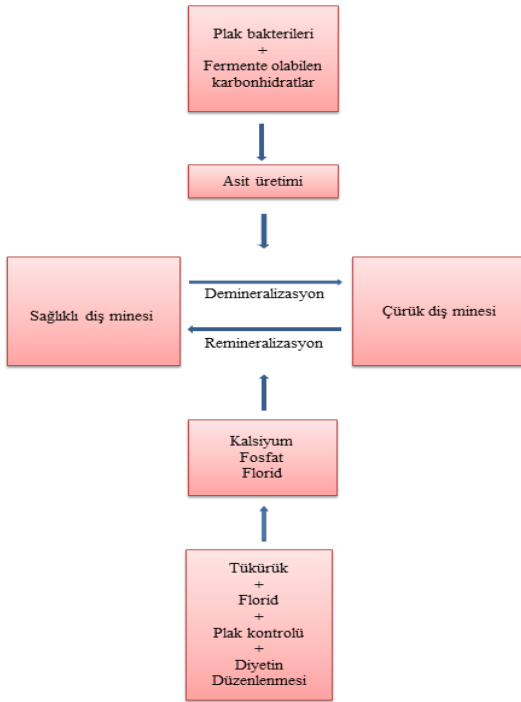 Plak bakterileri
+
Fermente olabilen
karbonhidratlar
Asit üretimi
Sağlıklı diş minesi
Demineralizasyon
Remineralizasyon
Çürük diş minesi
Kalsiyum
Fosfat
Florid
Tükürük
+
Florid
+
Plak kontrolü
+
Diyetin
Düzenlenmesi